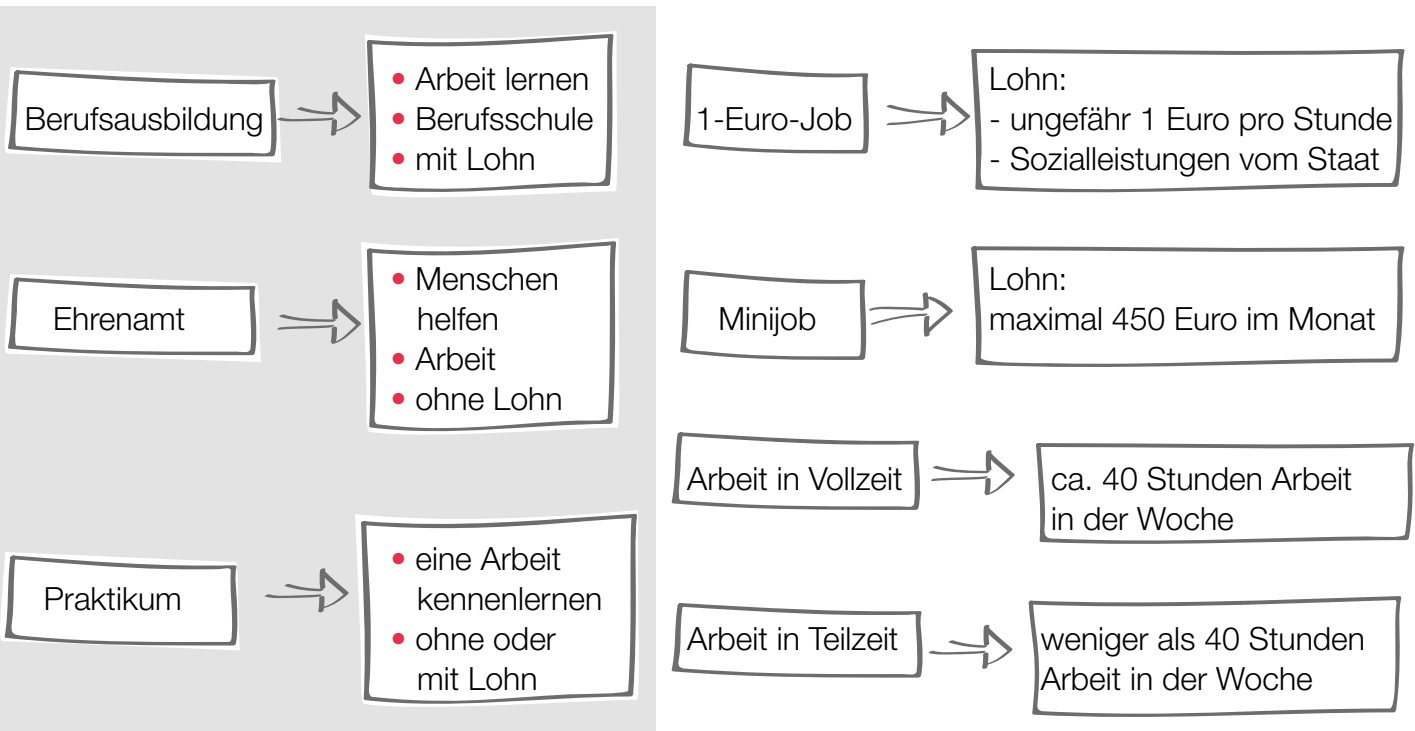 Berufsausbildung
• Arbeit lernen
• Berufsschule
• mit Lohn
Ehrenamt
• Menschen
helfen
• Arbeit
• ohne Lohn
Praktikum
• eine Arbeit
kennenlernen
• ohne oder
mit Lohn
1-Euro-Job
Lohn:
- ungefähr 1 Euro pro Stunde
- Sozialleistungen vom Staat
Minijob
Lohn:
maximal 450 Euro im Monat
Arbeit in Vollzeit
ca. 40 Stunden Arbeit
in der Woche
Arbeit in Teilzeit
weniger als 40 Stunden
Arbeit in der Woche